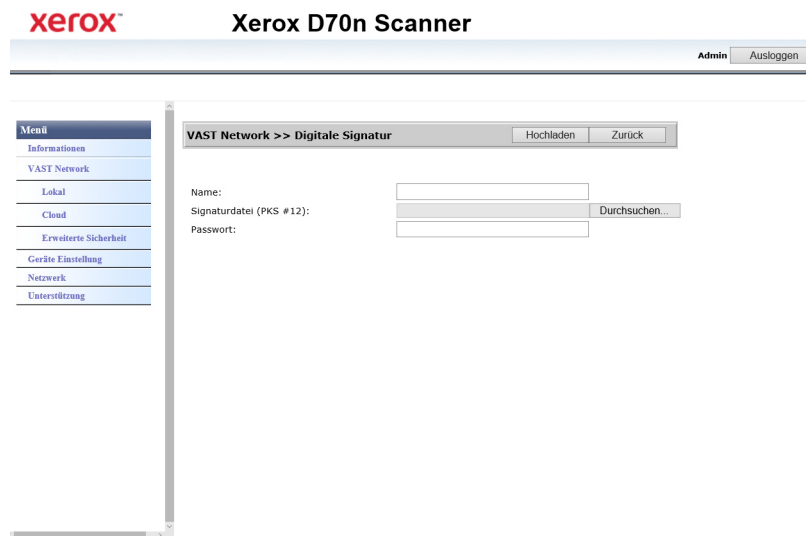 xerox™
Xerox D70n Scanner
Admin Ausloggen
Menü
Informationen
VAST Network
Lokal
Cloud
Erweiterte Sicherheit
Geräte Einstellung
Netzwerk
Unterstützung
VAST Network >> Digitale Signatur Hochladen Zurück
Name:
Signaturdatei (PKS #12): Durchsuchen...
Passwort: